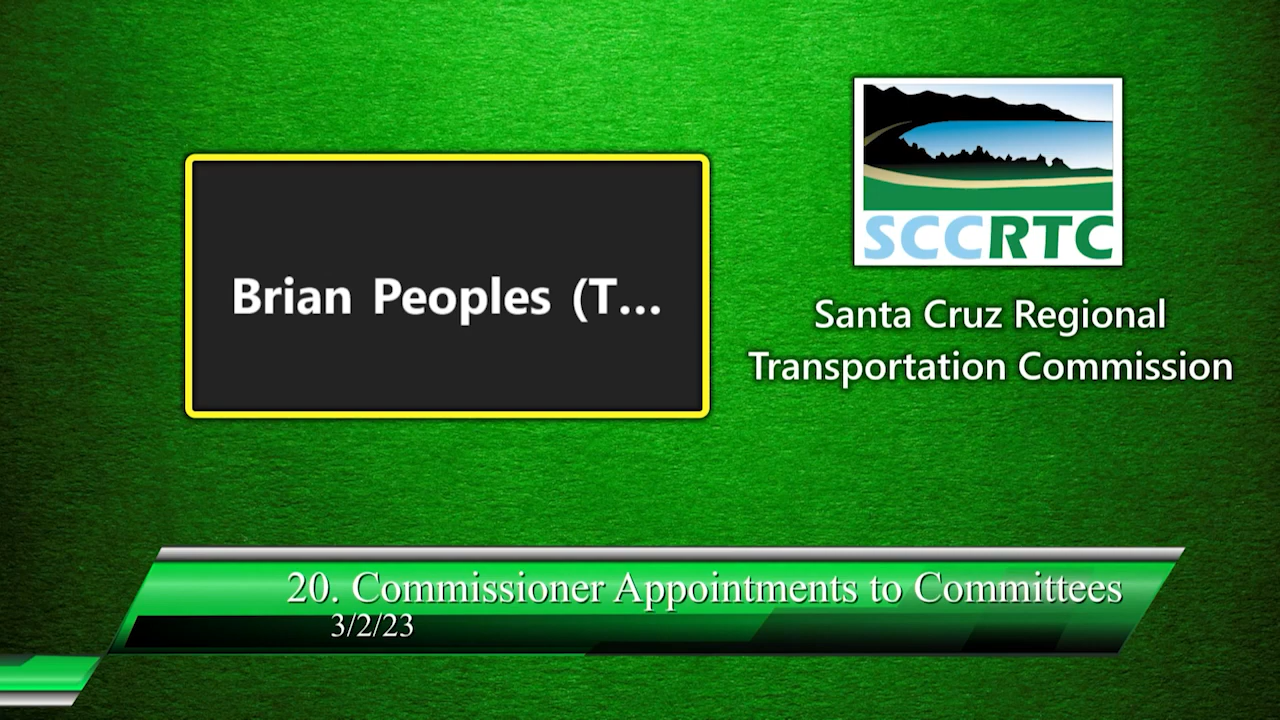 Brian Peoples (T...
SCCRTC
Santa Cruz Regional
Transportation Commission
20. Commissioner Appointments to Committees
3/2/23